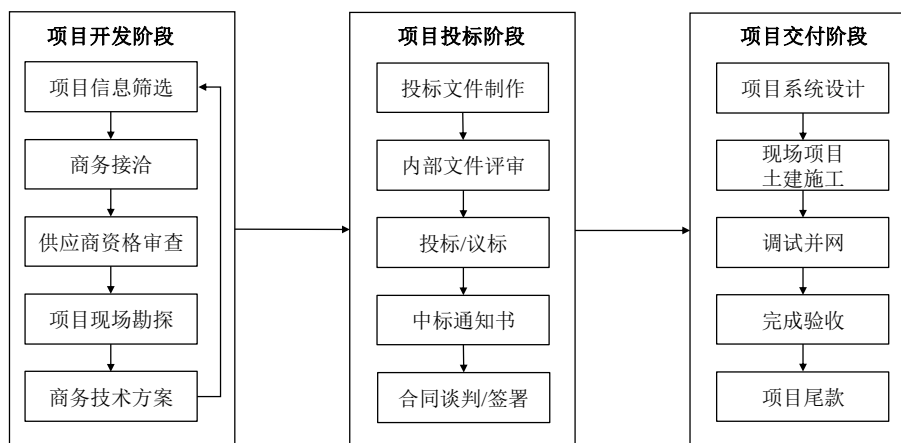 项目开发阶段
项目信息筛选
商务接洽
供应商资格审查
项目现场勘探
商务技术方案
项目投标阶段
投标文件制作
内部文件评审
投标/议标
中标通知书
合同谈判/签署
项目交付阶段
项目系统设计
现场项目
土建施工
调试并网
完成验收
项目尾款